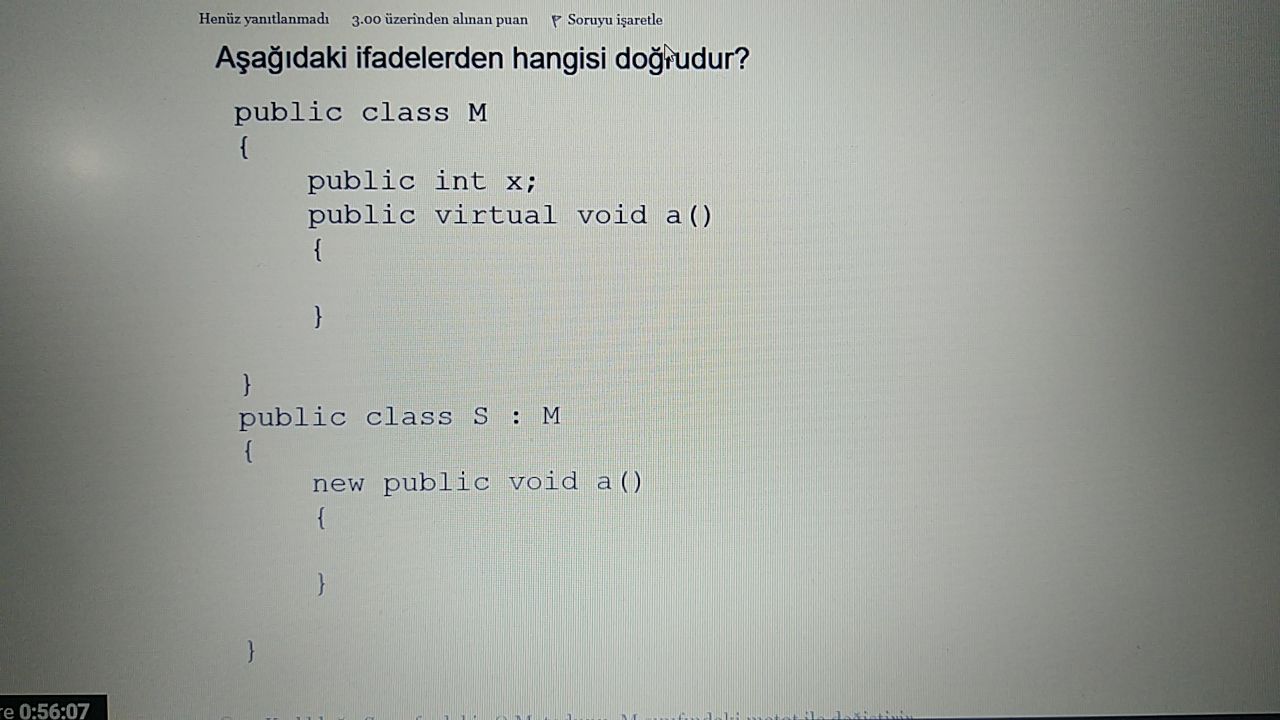 Henüz yanıtlanmadı 3.00 üzerinden alınan puan Soruyu işaretle
Aşağıdaki ifadelerden hangisi doğrudur?
public class M
{
public int x;
public virtual void a()
{
}
}
public class S : M
{
new public void a()
{
}
}
re 0:56:07